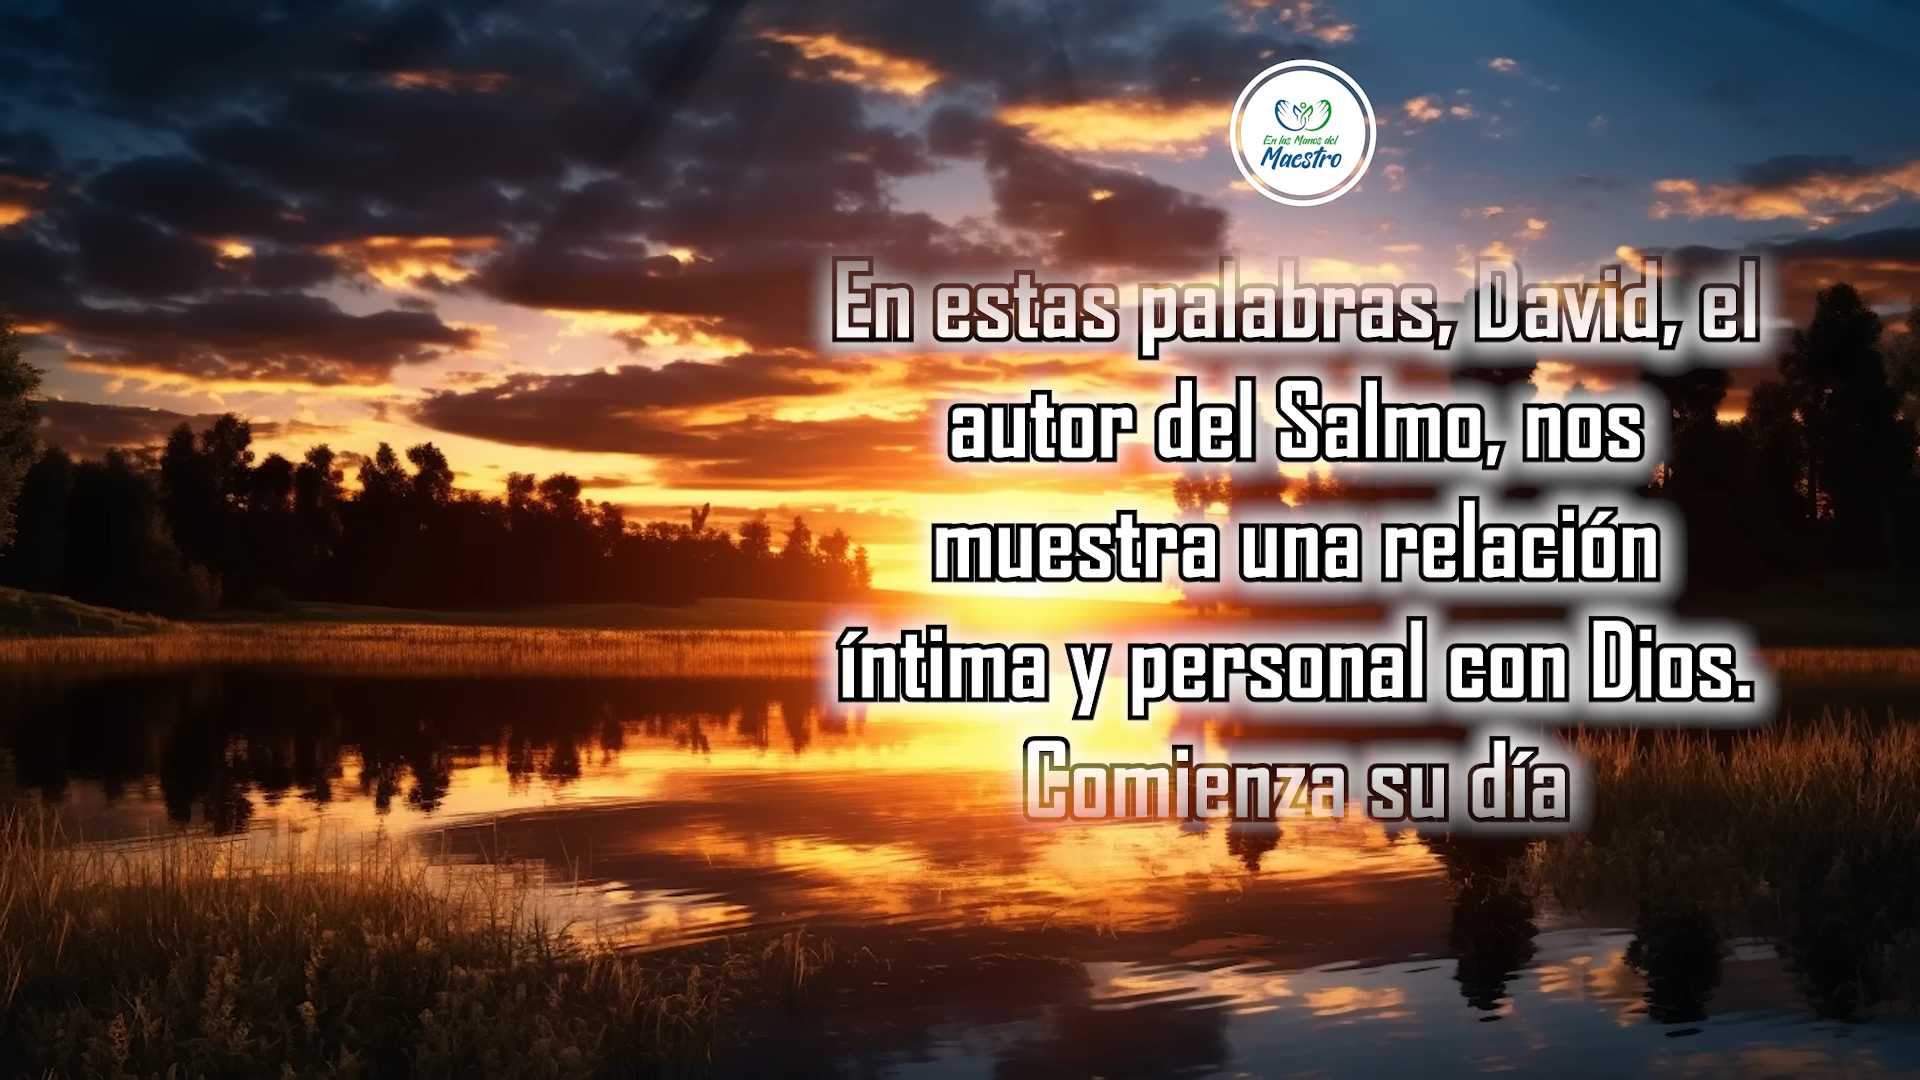 En las Manos del
Maestro
En estas palabras, David, el
autor del Salmo, nos
muestra una relación
íntima y personal con Dios.
Comienza su día